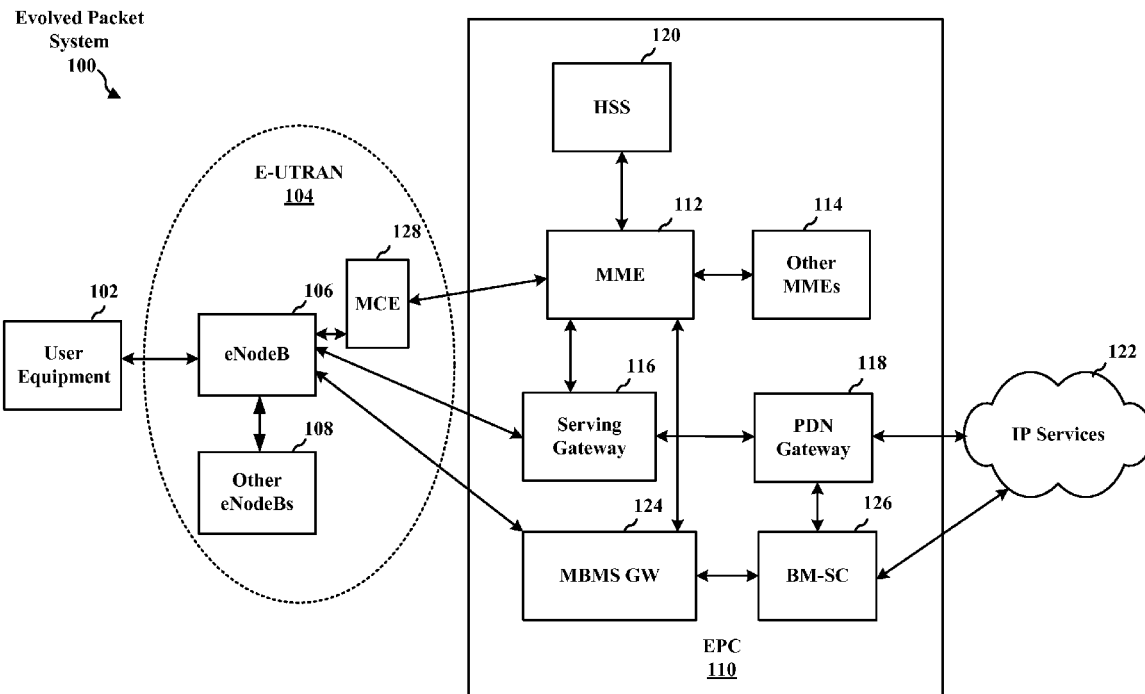 Evolved Packet
System
100
120
HSS
E-UTRAN
104
112
114
128
MME
Other
MMEs
MCE
102
106
User
Equipment
eNodeB
116
118
122
108
Serving
Gateway
PDN
Gateway
IP Services
Other
eNodeBs
124
126
MBMS GW
BM-SC
EPC
110